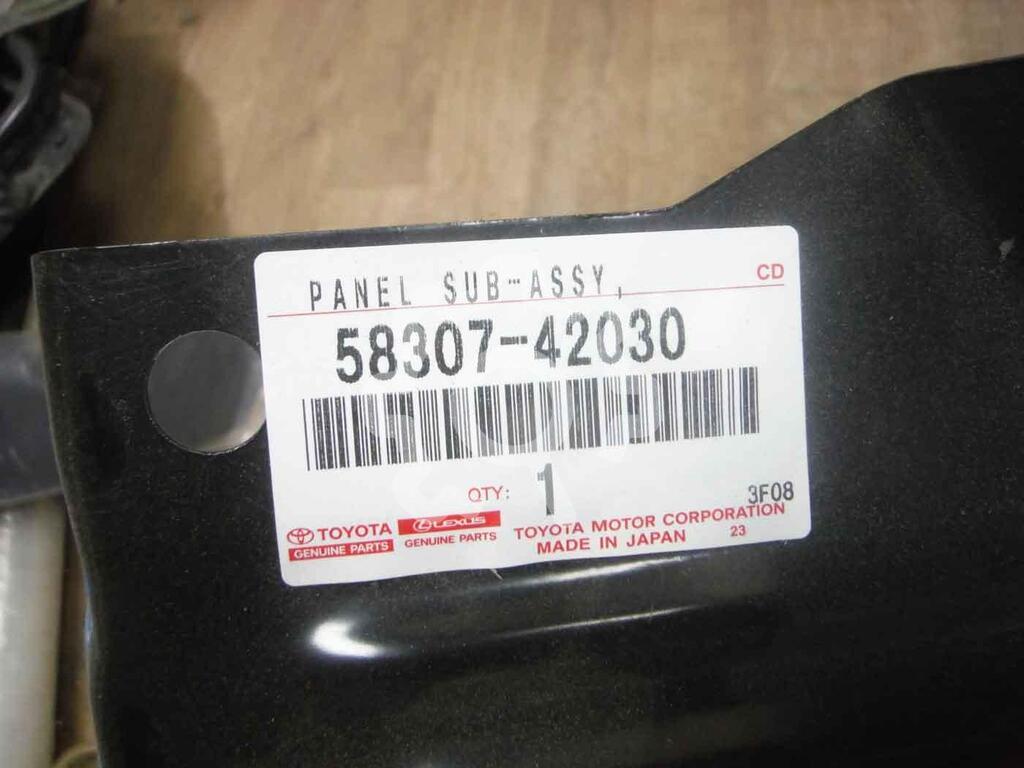 PANEL SUB-ASSY,
CD
58307-42030
QTY: 1
3F08
TOYOTA
GENUINE PARTS
LEXUS
GENUINE PARTS
TOYOTA MOTOR CORPORATION
MADE IN JAPAN 23